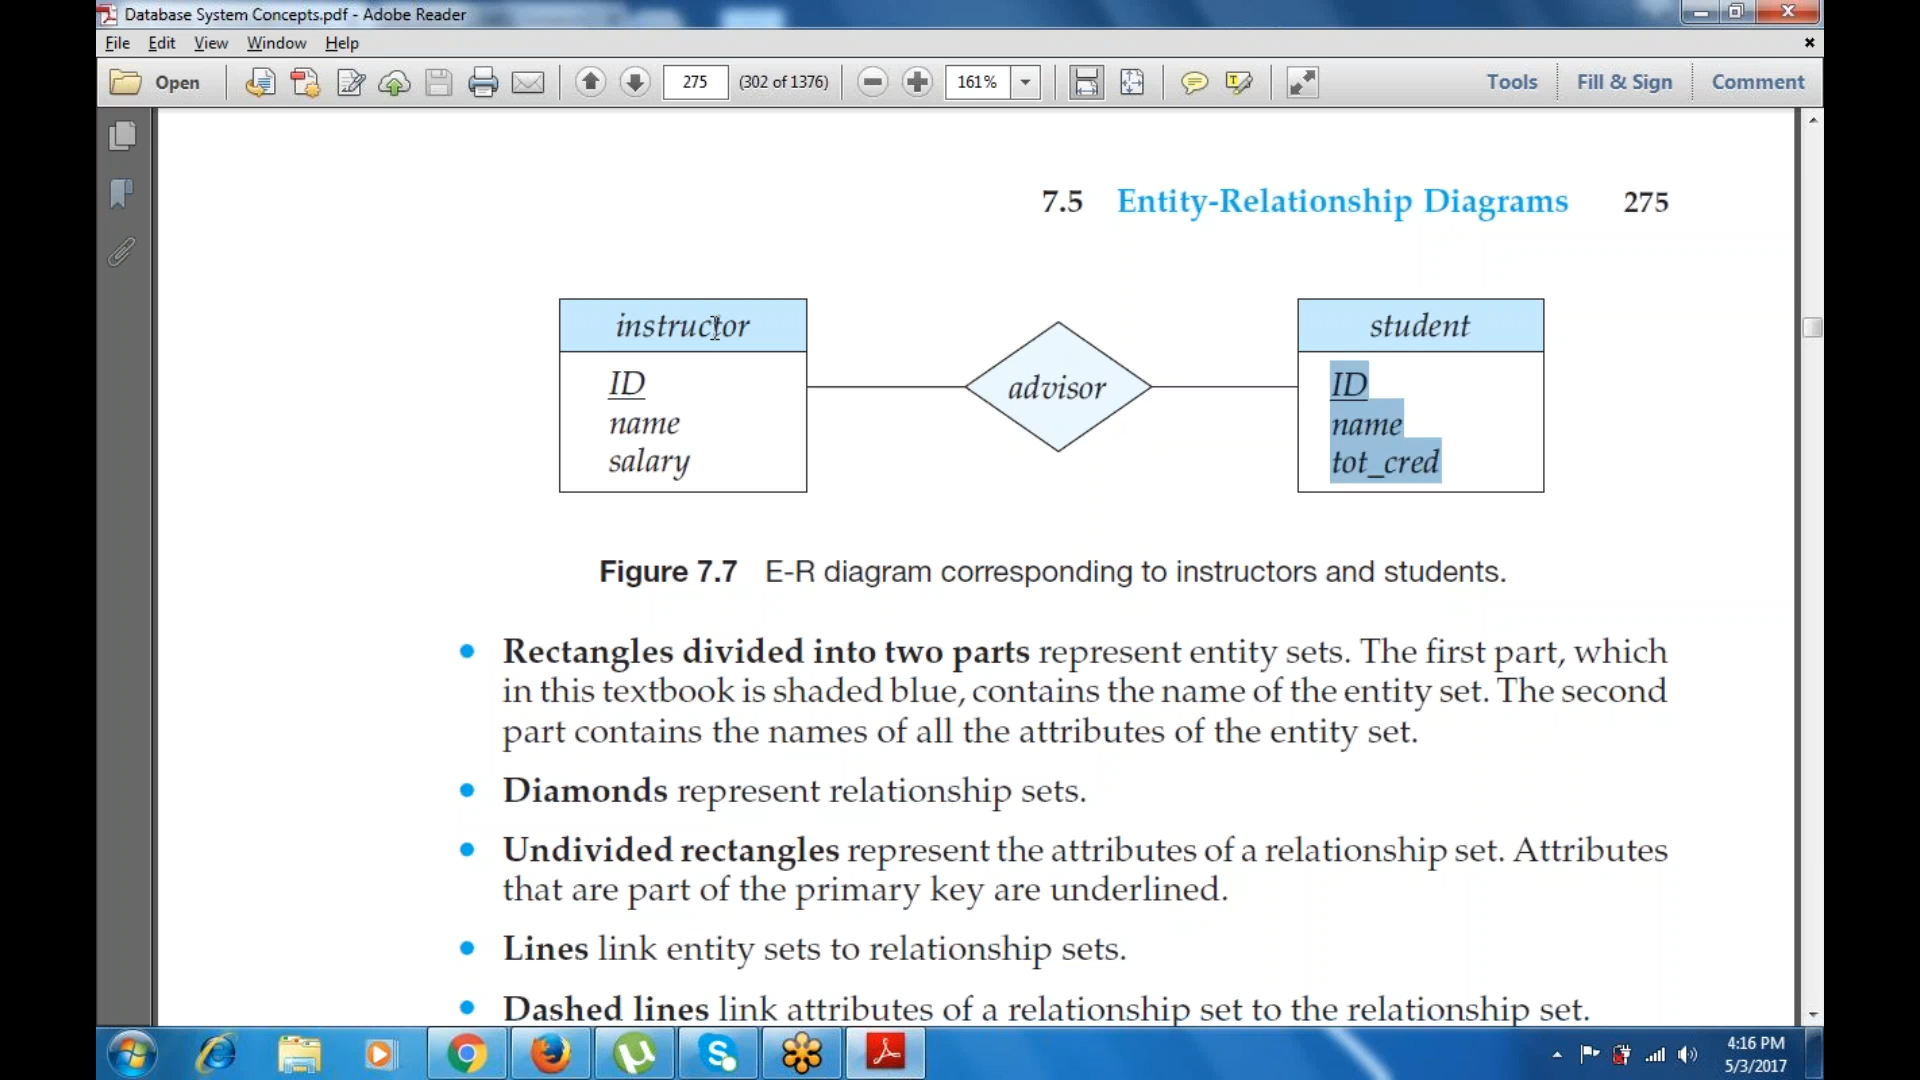 Database System Concepts.pdf - Adobe Reader
File Edit View Window Help
Open 275 (302 of 1376) 161% Tools Fill & Sign Comment
7.5 Entity-Relationship Diagrams 275
instructor
ID
name
salary
advisor
student
ID
name
tot_cred
Figure 7.7 E-R diagram corresponding to instructors and students.
• Rectangles divided into two parts represent entity sets. The first part, which
in this textbook is shaded blue, contains the name of the entity set. The second
part contains the names of all the attributes of the entity set.
• Diamonds represent relationship sets.
• Undivided rectangles represent the attributes of a relationship set. Attributes
that are part of the primary key are underlined.
• Lines link entity sets to relationship sets.
• Dashed lines link attributes of a relationship set to the relationship set.
4:16 PM
5/3/2017